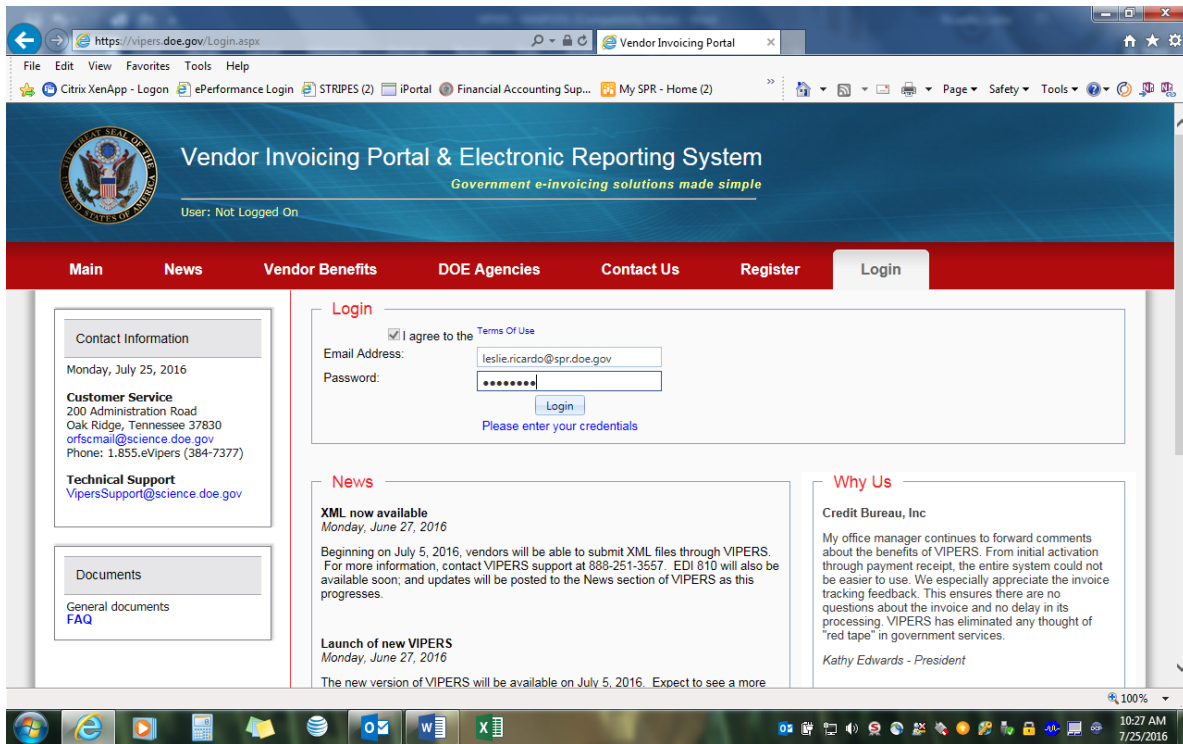 https://vipers.doe.gov/Login.aspx
Vendor Invoicing Portal
File Edit View Favorites Tools Help
Citrix XenApp - Logon ePerformance Login STRIPES (2) iPortal Financial Accounting Sup... My SPR - Home (2) » Page Safety Tools
THE GREAT SEAL OF THE UNITED STATES OF AMERICA
Vendor Invoicing Portal & Electronic Reporting System
Government e-invoicing solutions made simple
User: Not Logged On
Main News Vendor Benefits DOE Agencies Contact Us Register Login
Contact Information
Monday, July 25, 2016
Customer Service
200 Administration Road
Oak Ridge, Tennessee 37830
orfscmail@science.doe.gov
Phone: 1.855.eVipers (384-7377)
Technical Support
VipersSupport@science.doe.gov
Documents
General documents
FAQ
Login
I agree to the Terms Of Use
Email Address: leslie.ricardo@spr.doe.gov
Password: ••••••••
Login
Please enter your credentials
News
XML now available
Monday, June 27, 2016
Beginning on July 5, 2016, vendors will be able to submit XML files through VIPERS.
For more information, contact VIPERS support at 888-251-3557. EDI 810 will also be
available soon; and updates will be posted to the News section of VIPERS as this
progresses.
Launch of new VIPERS
Monday, June 27, 2016
The new version of VIPERS will be available on July 5, 2016. Expect to see a more
Why Us
Credit Bureau, Inc
My office manager continues to forward comments
about the benefits of VIPERS. From initial activation
through payment receipt, the entire system could not
be easier to use. We especially appreciate the invoice
tracking feedback. This ensures there are no
questions about the invoice and no delay in its
processing. VIPERS has eliminated any thought of
"red tape" in government services.
Kathy Edwards - President
100%
10:27 AM
7/25/2016